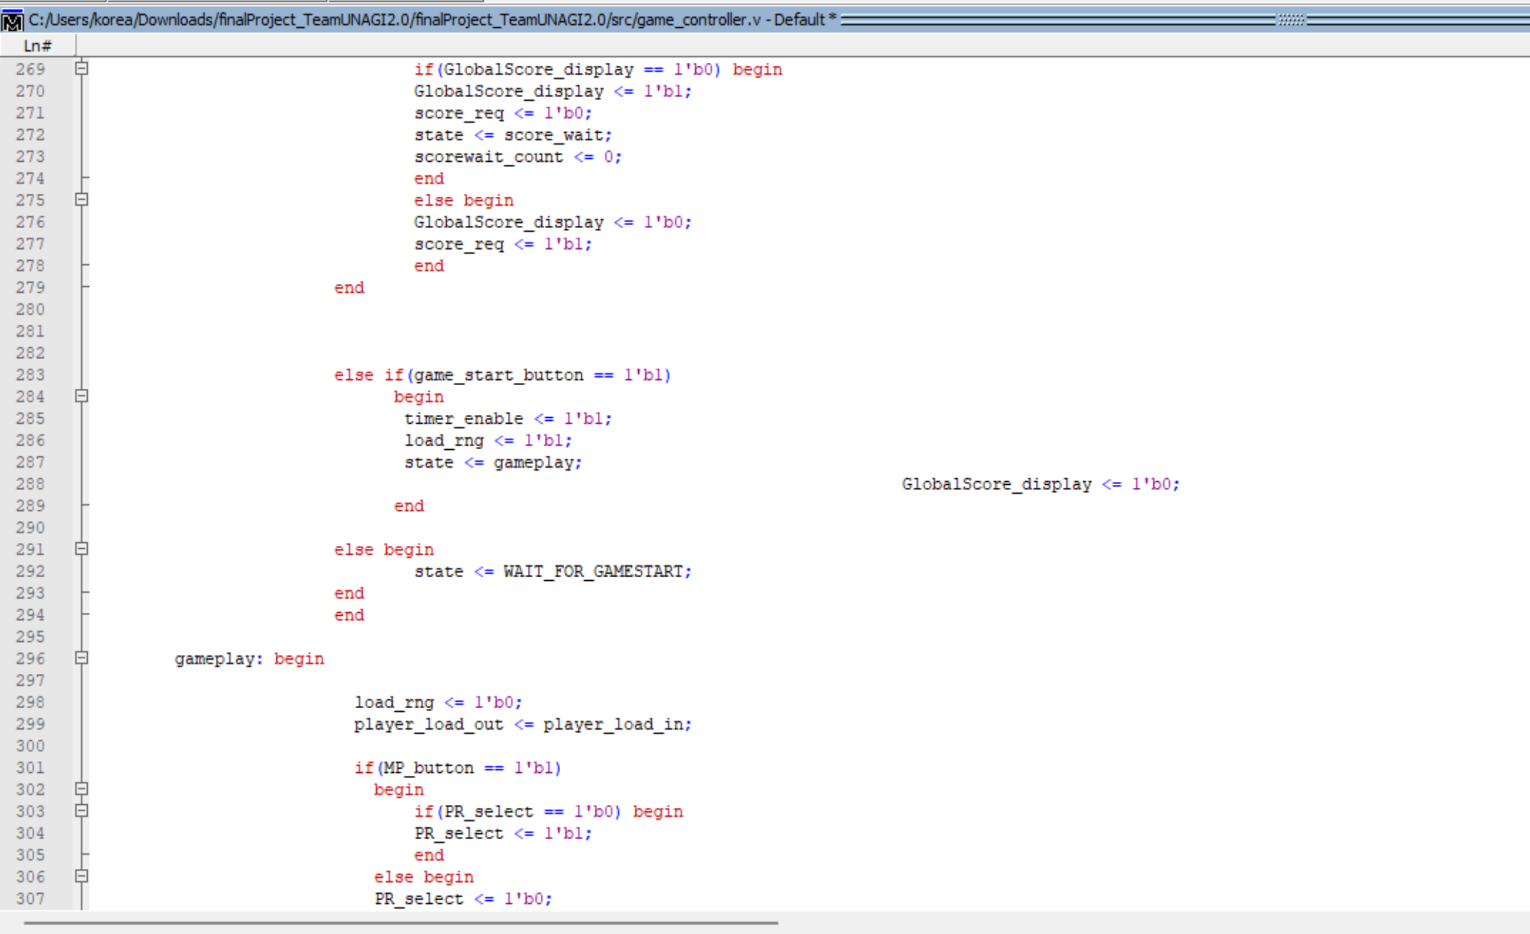 C:/Users/korea/Downloads/finalProject_TeamUNAGI2.0/finalProject_TeamUNAGI2.0/src/game_controller.v - Default *
Ln#
269 if(GlobalScore_display == 1'b0) begin
270 GlobalScore_display <= 1'b1;
271 score_req <= 1'b0;
272 state <= score_wait;
273 scorewait_count <= 0;
274 end
275 else begin
276 GlobalScore_display <= 1'b0;
277 score_req <= 1'b1;
278 end
279 end
280
281
282
283 else if(game_start_button == 1'b1)
284 begin
285 timer_enable <= 1'b1;
286 load_rng <= 1'b1;
287 state <= gameplay;
288 GlobalScore_display <= 1'b0;
289 end
290
291 else begin
292 state <= WAIT_FOR_GAMESTART;
293 end
294 end
295
296 gameplay: begin
297
298 load_rng <= 1'b0;
299 player_load_out <= player_load_in;
300
301 if(MP_button == 1'b1)
302 begin
303 if(PR_select == 1'b0) begin
304 PR_select <= 1'b1;
305 end
306 else begin
307 PR_select <= 1'b0;